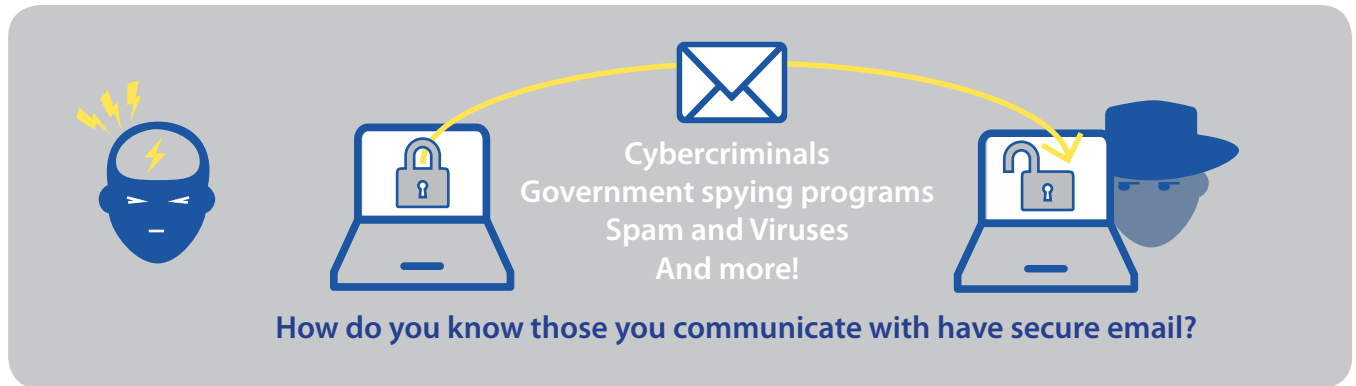 Cybercriminals
Government spying programs
Spam and Viruses
And more!
How do you know those you communicate with have secure email?